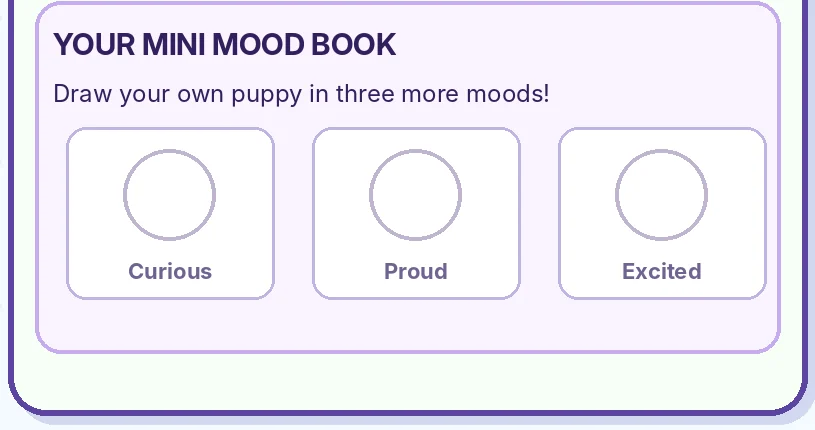 YOUR MINI MOOD BOOK
Draw your own puppy in three more moods!
Curious
Proud
Excited